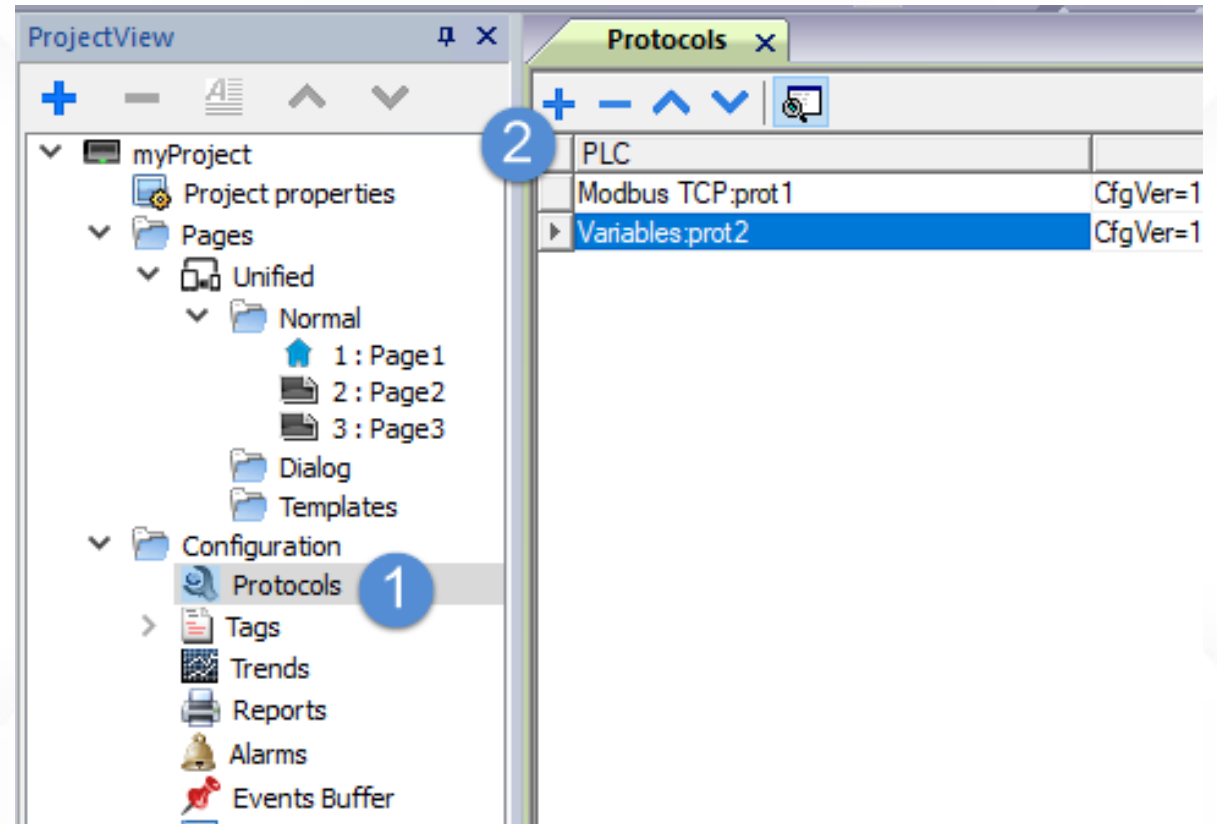 ProjectView
myProject
Project properties
Pages
Unified
Normal
1 : Page1
2 : Page2
3 : Page3
Dialog
Templates
Configuration
Protocols
1
Tags
Trends
Reports
Alarms
Events Buffer
Protocols
2
PLC
Modbus TCP:prot1 CfgVer=1
Variables:prot2 CfgVer=1